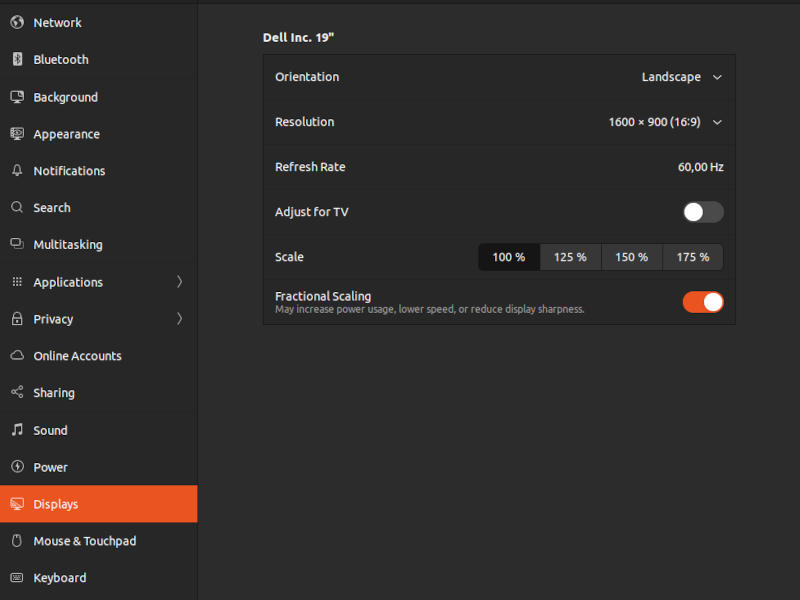 Network
Bluetooth
Background
Appearance
Notifications
Search
Multitasking
Applications
Privacy
Online Accounts
Sharing
Sound
Power
Displays
Mouse & Touchpad
Keyboard
Dell Inc. 19"
Orientation Landscape
Resolution 1600 × 900 (16:9)
Refresh Rate 60,00 Hz
Adjust for TV
Scale 100 % 125 % 150 % 175 %
Fractional Scaling
May increase power usage, lower speed, or reduce display sharpness.